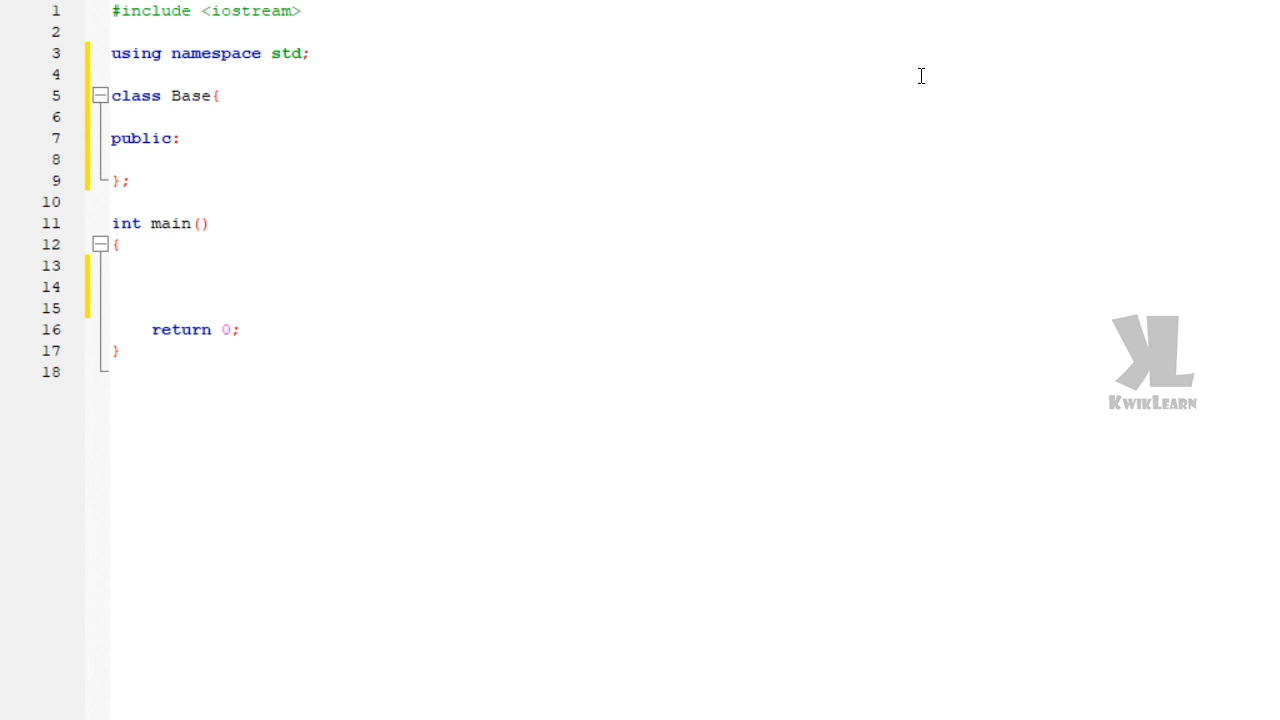 1 #include <iostream>
2
3 using namespace std;
4
5 class Base{
6
7 public:
8
9 };
10
11 int main()
12 {
13
14
15
16     return 0;
17 }
18
KL
KWIKLEARN